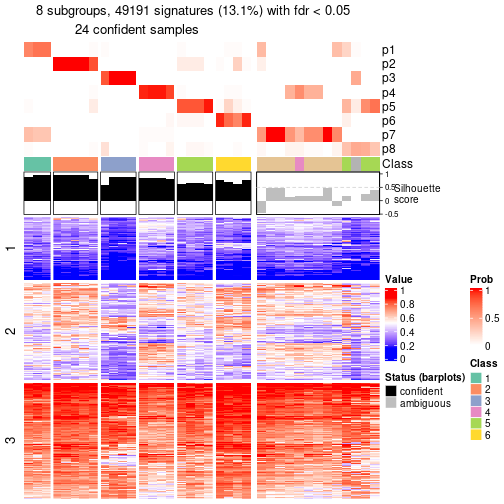 8 subgroups, 49191 signatures (13.1%) with fdr < 0.05
24 confident samples
p1
p2
p3
p4
p5
p6
p7
p8
Class
1
0.5
0
-0.5
Silhouette
score
1
2
3
Value
1
0.8
0.6
0.4
0.2
0
Status (barplots)
confident
ambiguous
Prob
1
0.5
0
Class
1
2
3
4
5
6